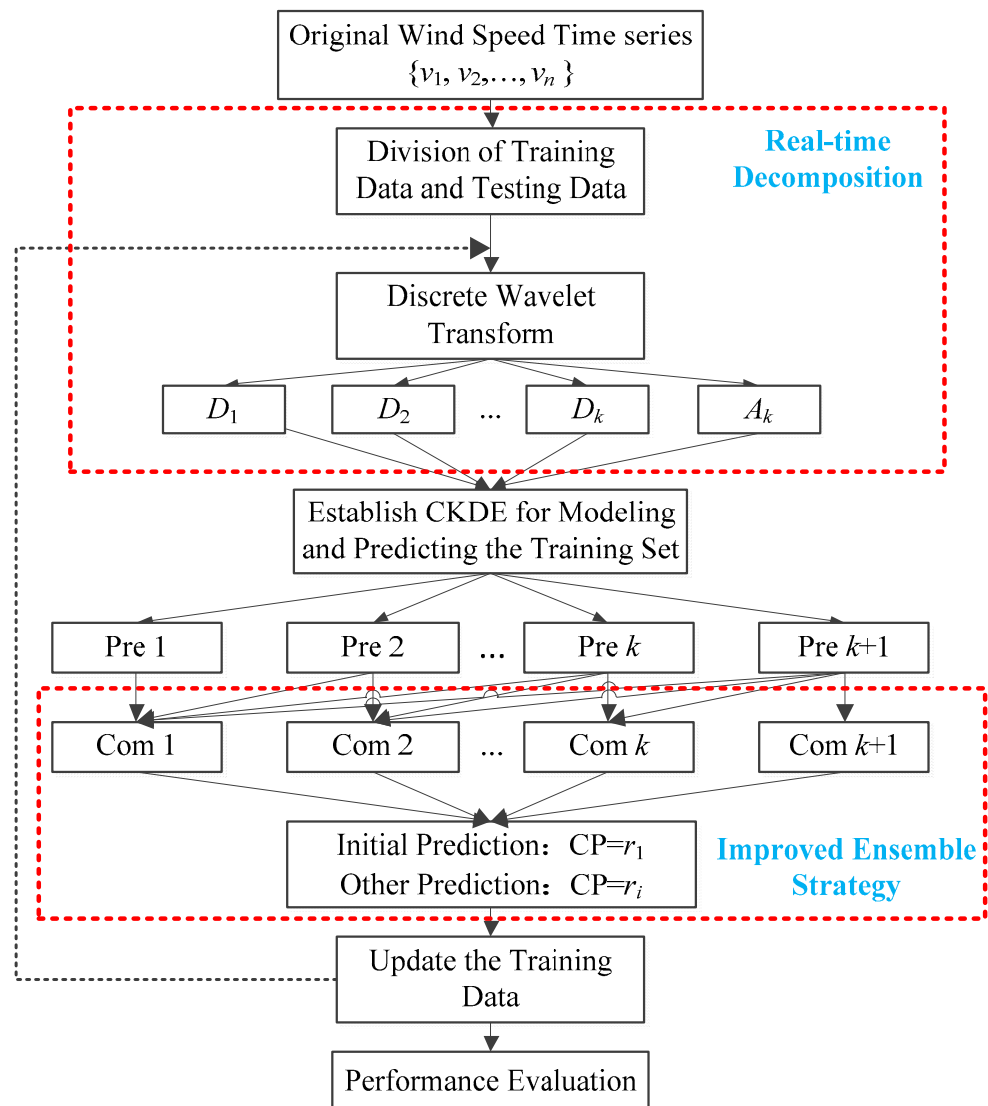 Original Wind Speed Time series
{v₁, v₂,…, vₙ }
Real-time
Decomposition
Division of Training
Data and Testing Data
Discrete Wavelet
Transform
D₁ D₂ ... Dₖ Aₖ
Establish CKDE for Modeling
and Predicting the Training Set
Pre 1 Pre 2 ... Pre k Pre k+1
Com 1 Com 2 ... Com k Com k+1
Initial Prediction：CP=r₁
Other Prediction：CP=rᵢ
Improved Ensemble
Strategy
Update the Training
Data
Performance Evaluation